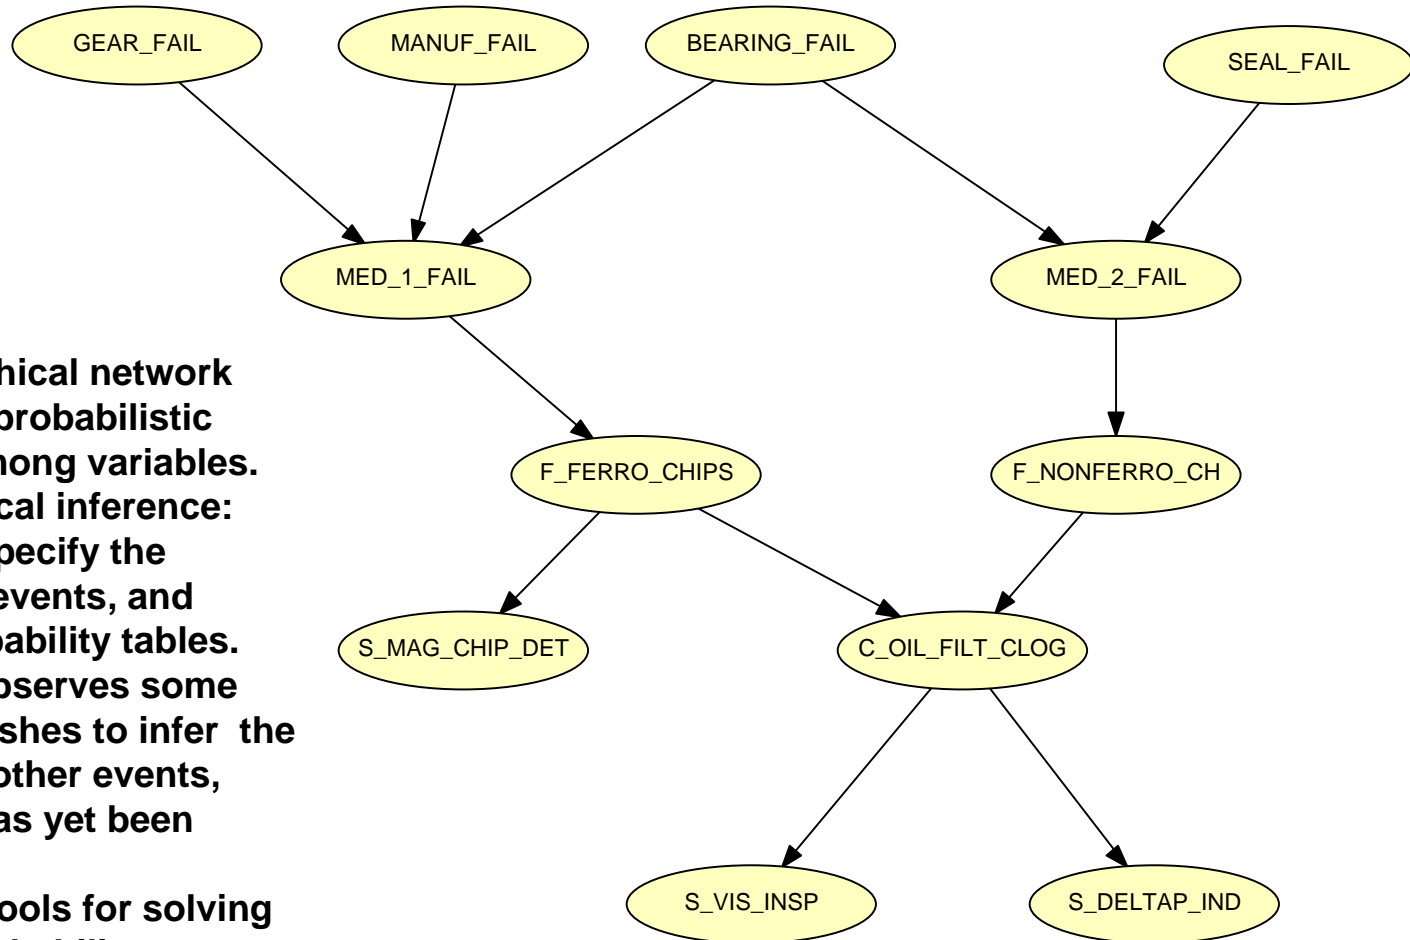 GEAR_FAIL
MANUF_FAIL
BEARING_FAIL
SEAL_FAIL
MED_1_FAIL
MED_2_FAIL
hical network
probabilistic
nong variables.
cal inference:
pecify the
events, and
bability tables.
bserves some
shes to infer the
other events,
as yet been
ools for solving
F_FERRO_CHIPS
F_NONFERRO_CH
S_MAG_CHIP_DET
C_OIL_FILT_CLOG
S_VIS_INSP
S_DELTAP_IND